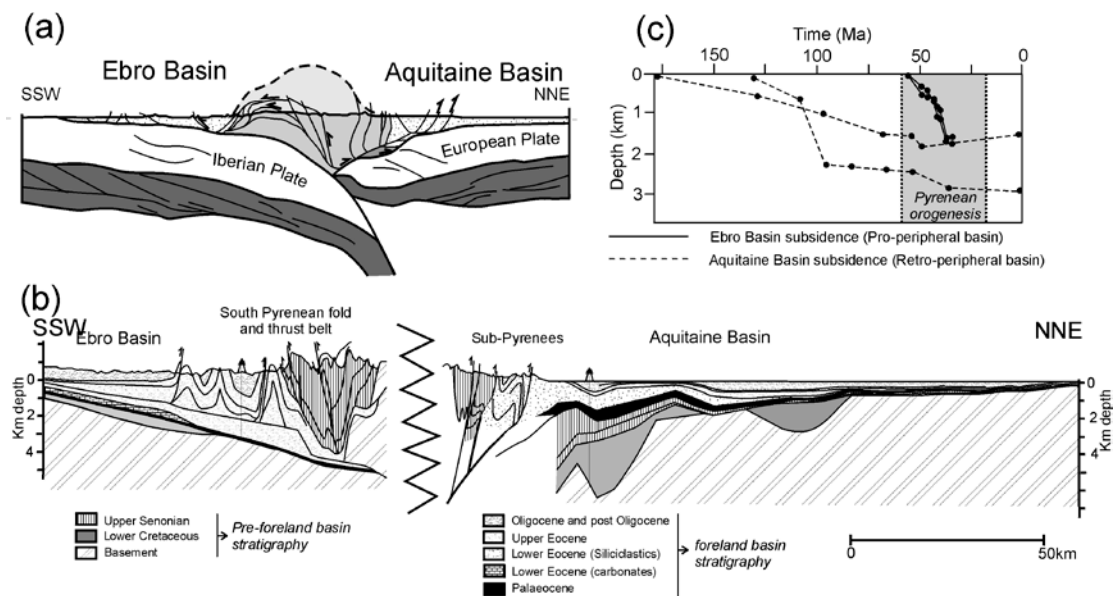 (a)
Ebro Basin
Aquitaine Basin
SSW
NNE
Iberian Plate
European Plate
(c)
Time (Ma)
150
100
50
0
0
1
2
3
Depth (km)
Pyrenean
orogenesis
Ebro Basin subsidence (Pro-peripheral basin)
Aquitaine Basin subsidence (Retro-peripheral basin)
(b)
SSW
Ebro Basin
South Pyrenean fold
and thrust belt
Sub-Pyrenees
Aquitaine Basin
NNE
Km depth
0
2
4
0
2
4
Km depth
Upper Senonian
Lower Cretaceous
Basement
Pre-foreland basin
stratigraphy
Oligocene and post Oligocene
Upper Eocene
Lower Eocene (Siliciclastics)
Lower Eocene (carbonates)
Palaeocene
foreland basin
stratigraphy
0
50km